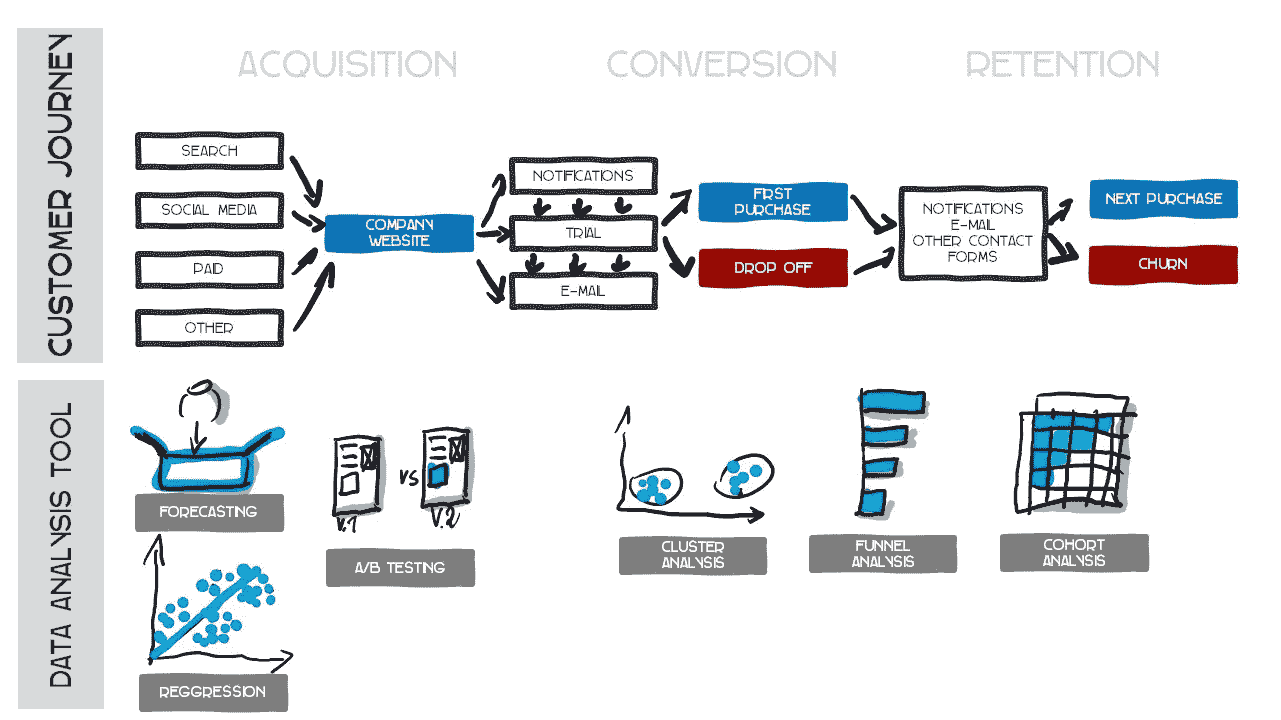 CUSTOMER JOURNEY
ACQUISITION
CONVERSION
RETENTION
SEARCH
SOCIAL MEDIA
PAID
OTHER
COMPANY
WEBSITE
NOTIFICATIONS
TRIAL
E-MAIL
FIRST
PURCHASE
DROP OFF
NOTIFICATIONS
E-MAIL
OTHER CONTACT
FORMS
NEXT PURCHASE
CHURN
DATA ANALYSIS TOOL
FORECASTING
REGGRESSION
VS
V.1
V.2
A/B TESTING
CLUSTER
ANALYSIS
FUNNEL
ANALYSIS
COHORT
ANALYSIS